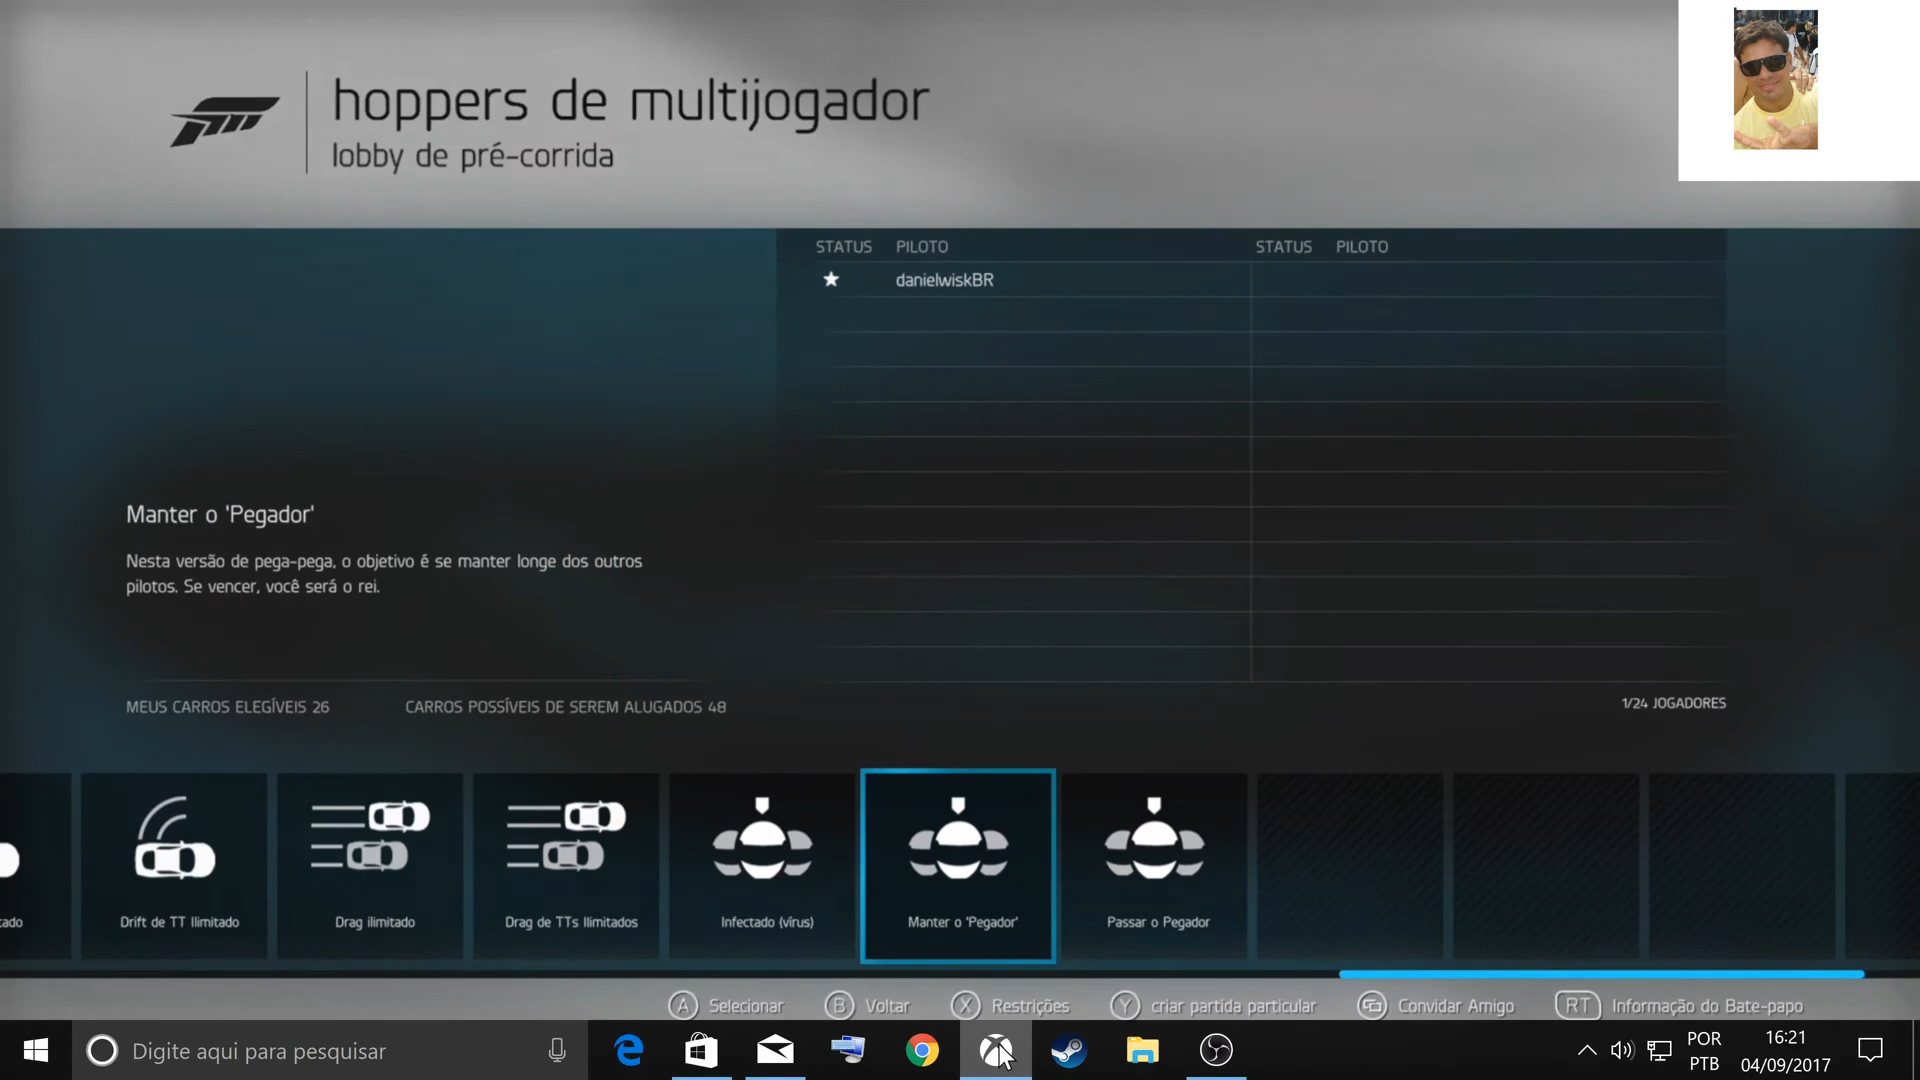 hoppers de multijogador
lobby de pré-corrida
STATUS PILOTO STATUS PILOTO
danielwiskBR
Manter o 'Pegador'
Nesta versão de pega-pega, o objetivo é se manter longe dos outros
pilotos. Se vencer, você será o rei.
MEUS CARROS ELEGÍVEIS 26 CARROS POSSÍVEIS DE SEREM ALUGADOS 48
1/24 JOGADORES
Drift de TT Ilimitado Drag ilimitado Drag de TTs Ilimitados Infectado (vírus) Manter o 'Pegador' Passar o Pegador
A Selecionar B Voltar X Restrições Y criar partida particular Convidar Amigo RT Informação do Bate-papo
Digite aqui para pesquisar
POR
PTB
16:21
04/09/2017